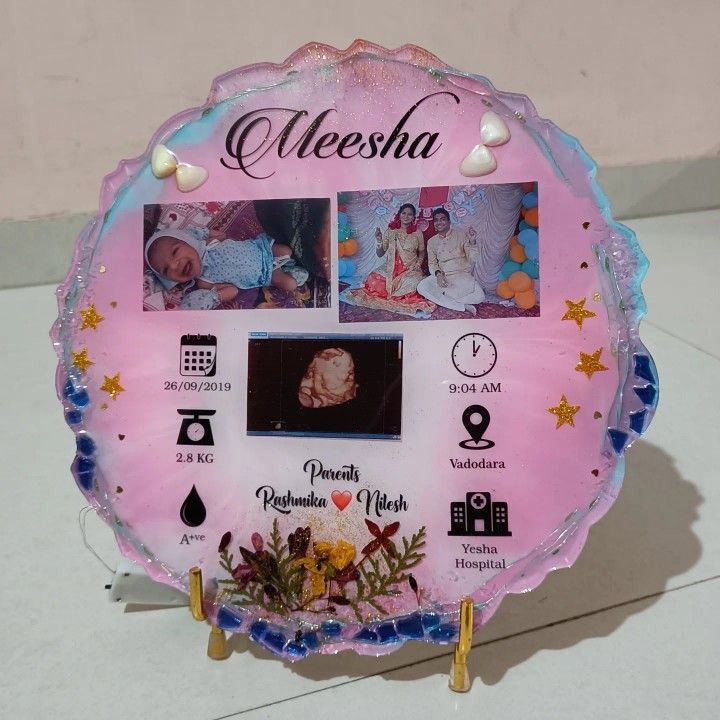 Meesha
26/09/2019
9:04 AM
2.8 KG
Vadodara
Parents
Rashmika ❤️ Nilesh
A+ve
Yesha
Hospital